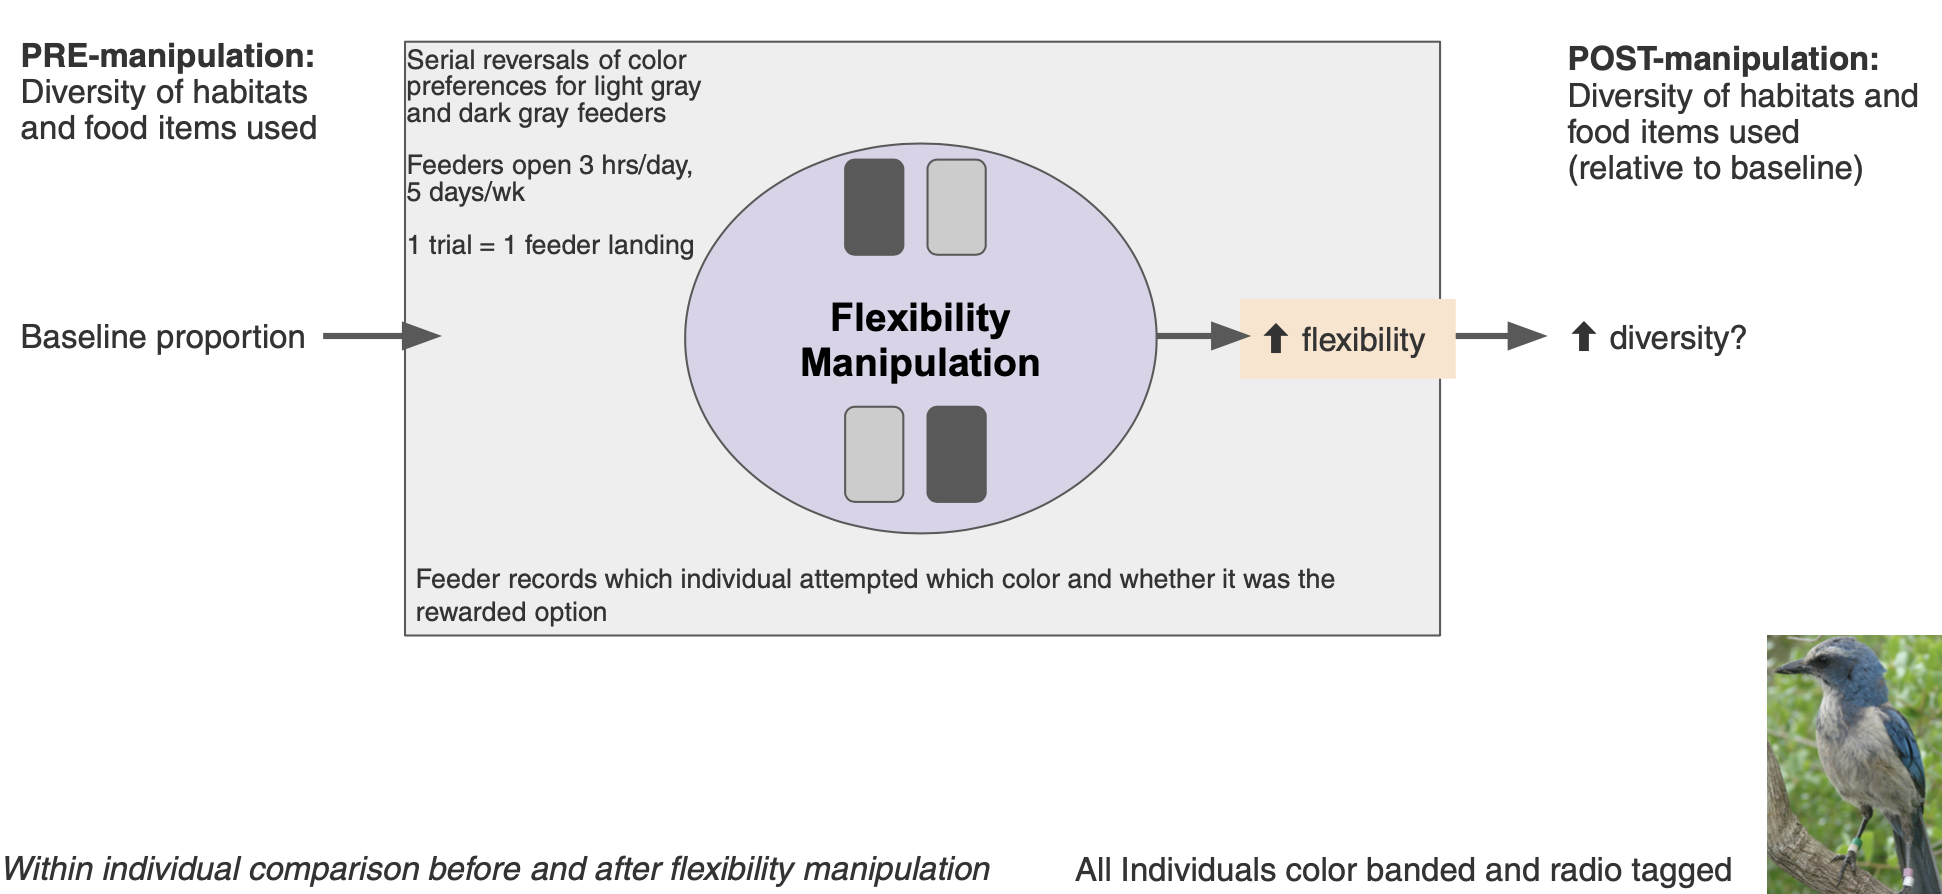 PRE-manipulation:
Diversity of habitats
and food items used
Baseline proportion
Serial reversals of color
preferences for light gray
and dark gray feeders
Feeders open 3 hrs/day,
5 days/wk
1 trial = 1 feeder landing
Flexibility
Manipulation
flexibility
Feeder records which individual attempted which color and whether it was the
rewarded option
POST-manipulation:
Diversity of habitats and
food items used
(relative to baseline)
diversity?
Within individual comparison before and after flexibility manipulation
All Individuals color banded and radio tagged